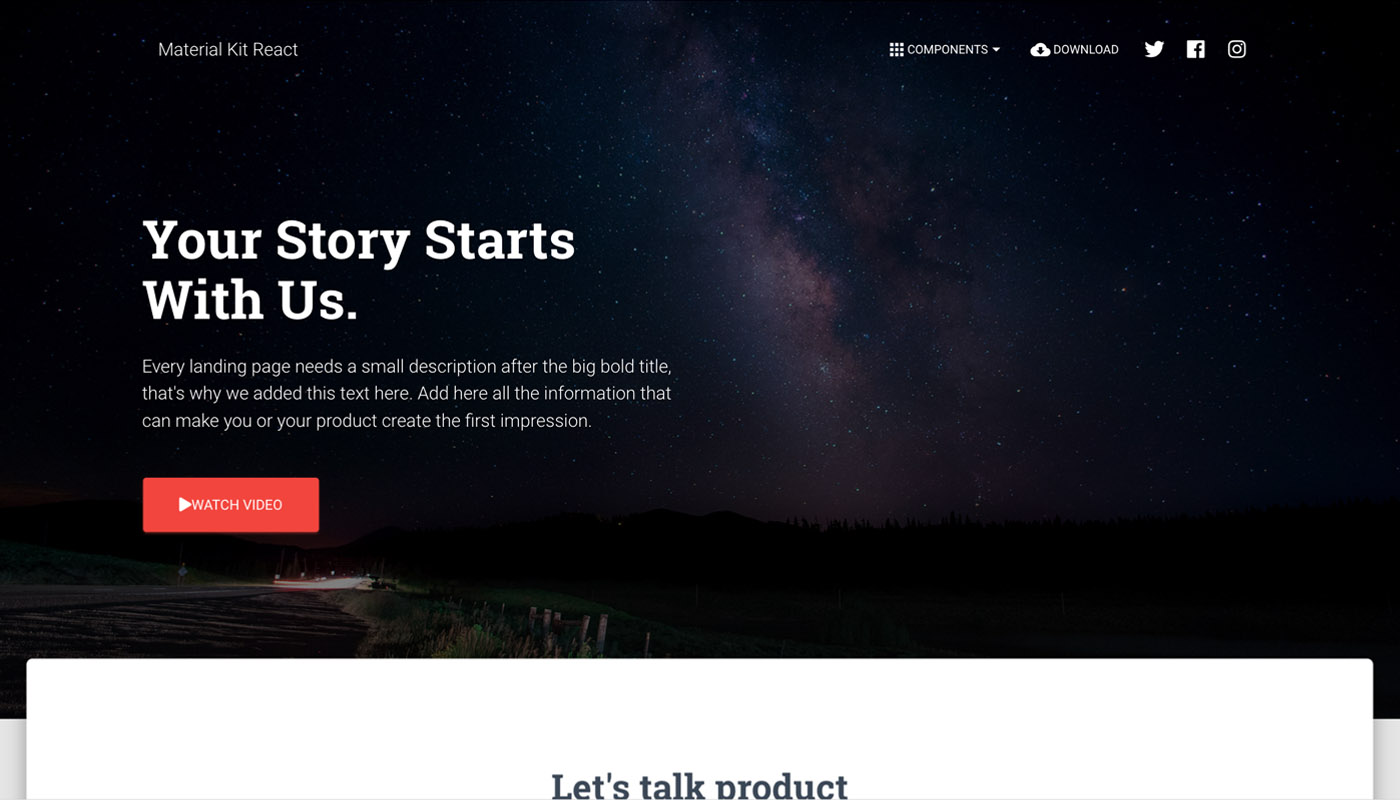 Material Kit React
COMPONENTS
DOWNLOAD
Your Story Starts
With Us.
Every landing page needs a small description after the big bold title,
that's why we added this text here. Add here all the information that
can make you or your product create the first impression.
WATCH VIDEO
Let's talk product